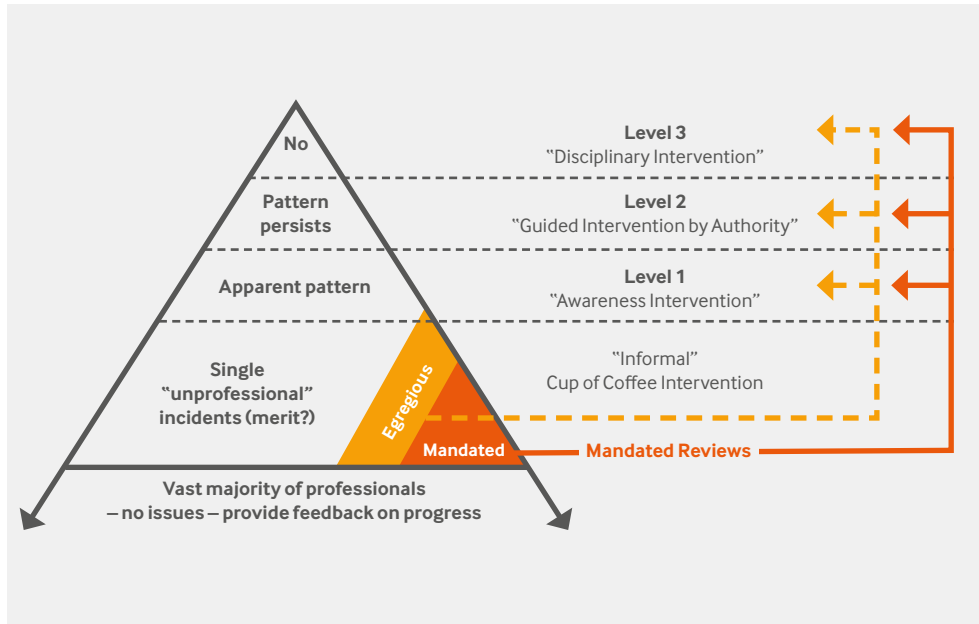 No
Level 3
“Disciplinary Intervention”
Pattern
persists
Level 2
“Guided Intervention by Authority”
Apparent pattern
Level 1
“Awareness Intervention”
Single
“unprofessional”
incidents (merit?)
Egregious
Mandated
“Informal”
Cup of Coffee Intervention
Mandated Reviews
Vast majority of professionals
– no issues – provide feedback on progress